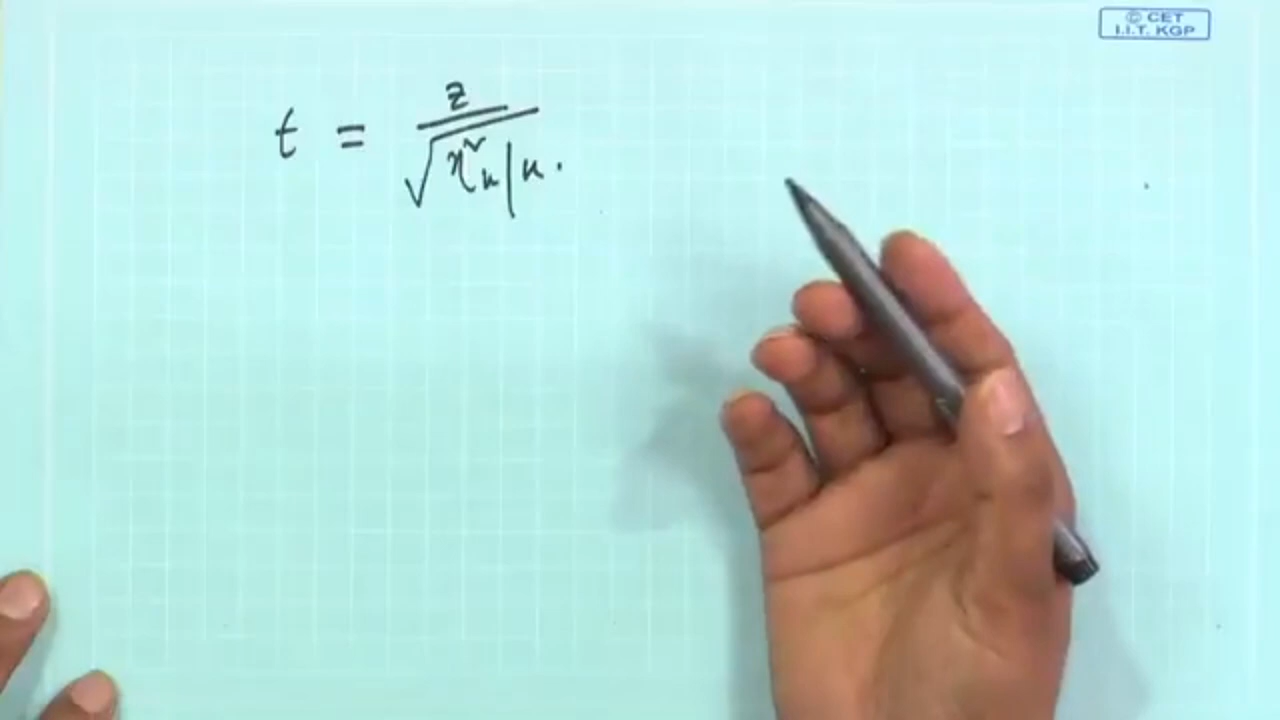 © CET
I.I.T. KGP
t = z / √(χ²ₙ | n) .